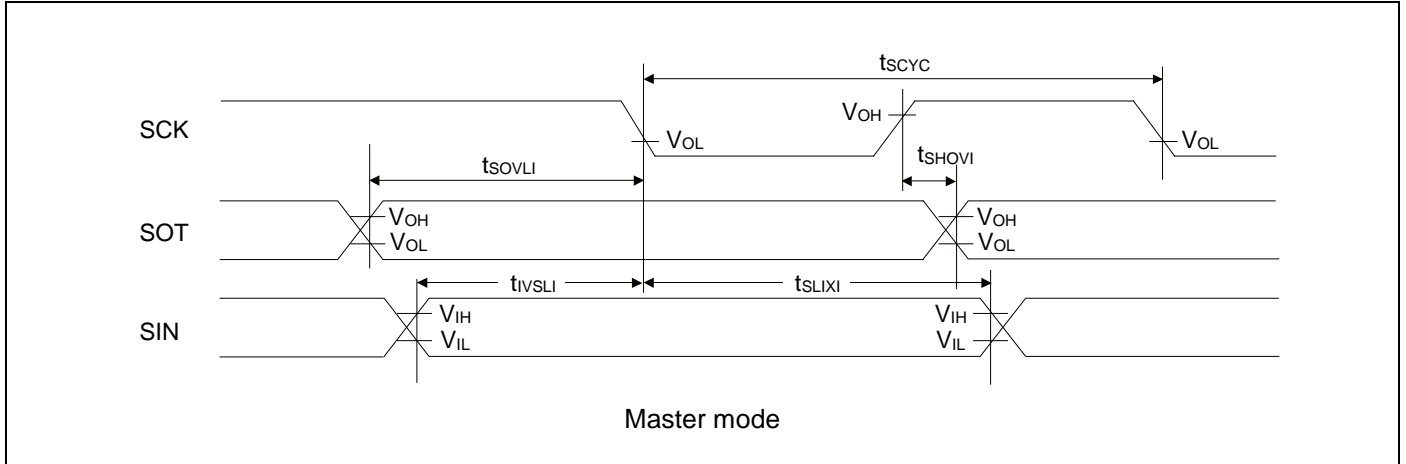 tSCYC
SCK
VOH
VOL
VOL
tSHOVI
tSOVLI
SOT
VOH
VOL
VOH
VOL
tIVSLI
tSLIXI
SIN
VIH
VIL
VIH
VIL
Master mode